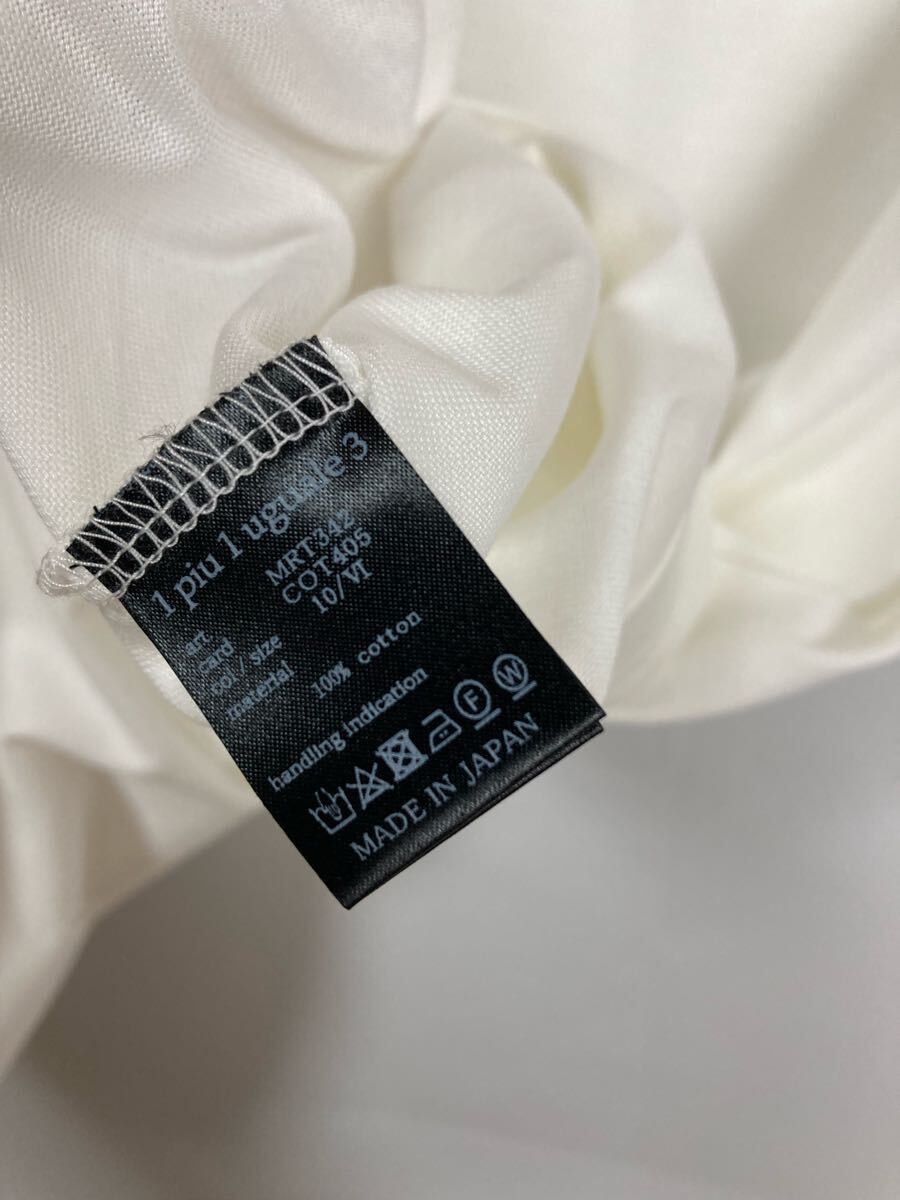 1 piu 1 uguale 3
art MRT342
card COT405
col / size 10/VI
material
100% cotton
handling indication
F W
MADE IN JAPAN